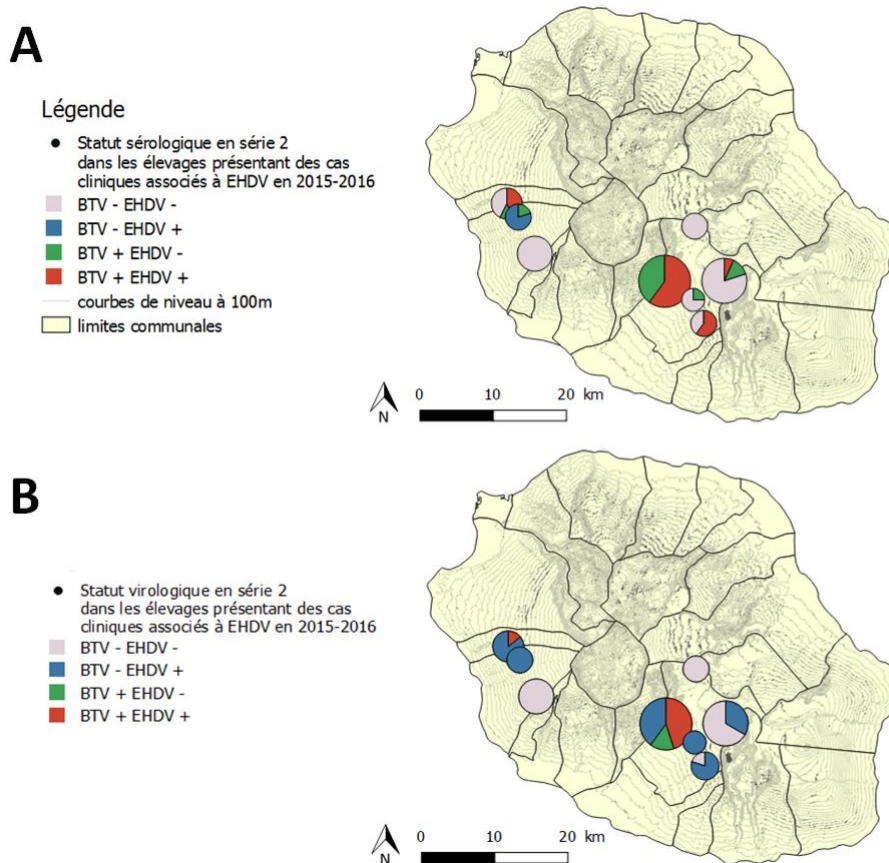 A
Légende
Statut sérologique en série 2
dans les élevages présentant des cas
cliniques associés à EHDV en 2015-2016
BTV - EHDV -
BTV - EHDV +
BTV + EHDV -
BTV + EHDV +
courbes de niveau à 100m
limites communales
0 10 20 km
N
B
Statut virologique en série 2
dans les élevages présentant des cas
cliniques associés à EHDV en 2015-2016
BTV - EHDV -
BTV - EHDV +
BTV + EHDV -
BTV + EHDV +
0 10 20 km
N